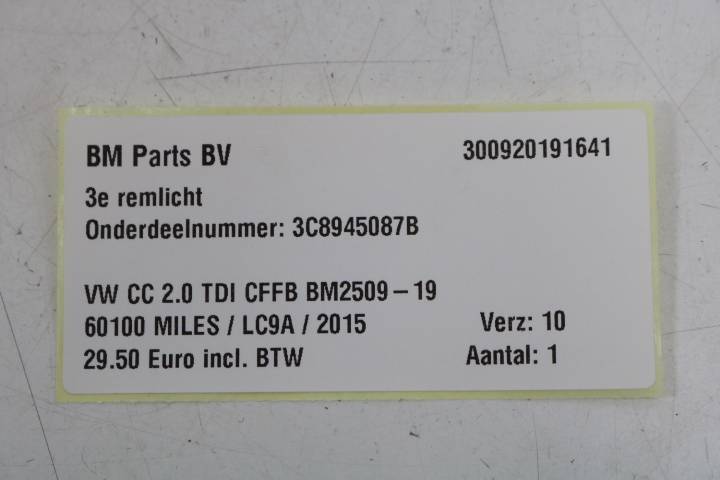 BM Parts BV 300920191641
3e remlicht
Onderdeelnummer: 3C8945087B
VW CC 2.0 TDI CFFB BM2509-19
60100 MILES / LC9A / 2015 Verz: 10
29.50 Euro incl. BTW Aantal: 1